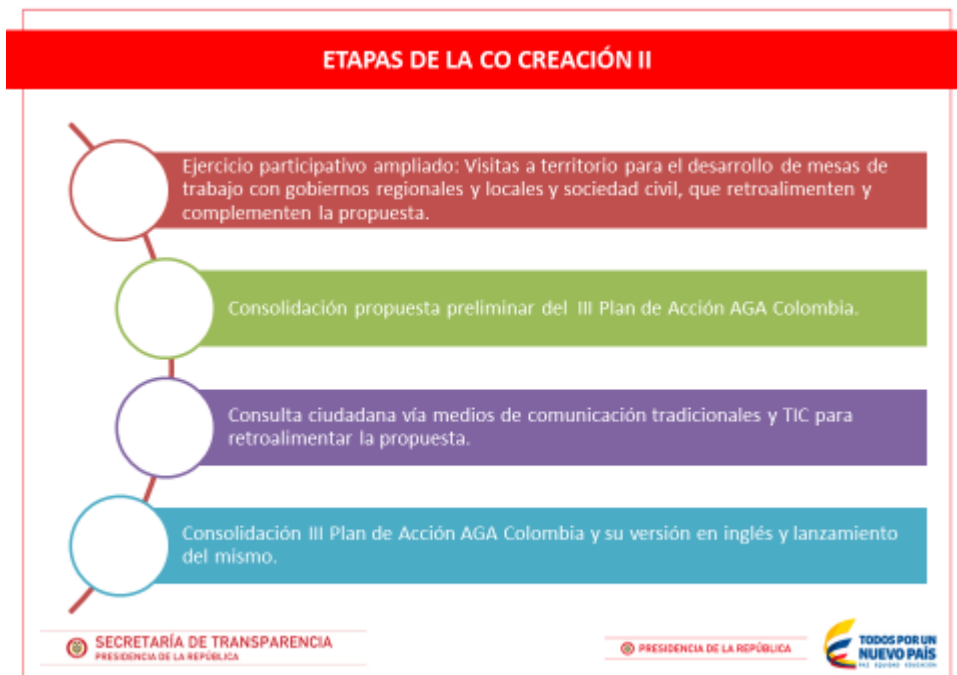 ETAPAS DE LA CO CREACIÓN II
Ejercicio participativo ampliado: Visitas a territorio para el desarrollo de mesas de
trabajo con gobiernos regionales y locales y sociedad civil, que retroalimenten y
complementen la propuesta.
Consolidación propuesta preliminar del III Plan de Acción AGA Colombia.
Consulta ciudadana vía medios de comunicación tradicionales y TIC para
retroalimentar la propuesta.
Consolidación III Plan de Acción AGA Colombia y su versión en inglés y lanzamiento
del mismo.
SECRETARÍA DE TRANSPARENCIA
PRESIDENCIA DE LA REPÚBLICA
PRESIDENCIA DE LA REPÚBLICA
TODOS POR UN
NUEVO PAÍS
PAZ EQUIDAD EDUCACIÓN